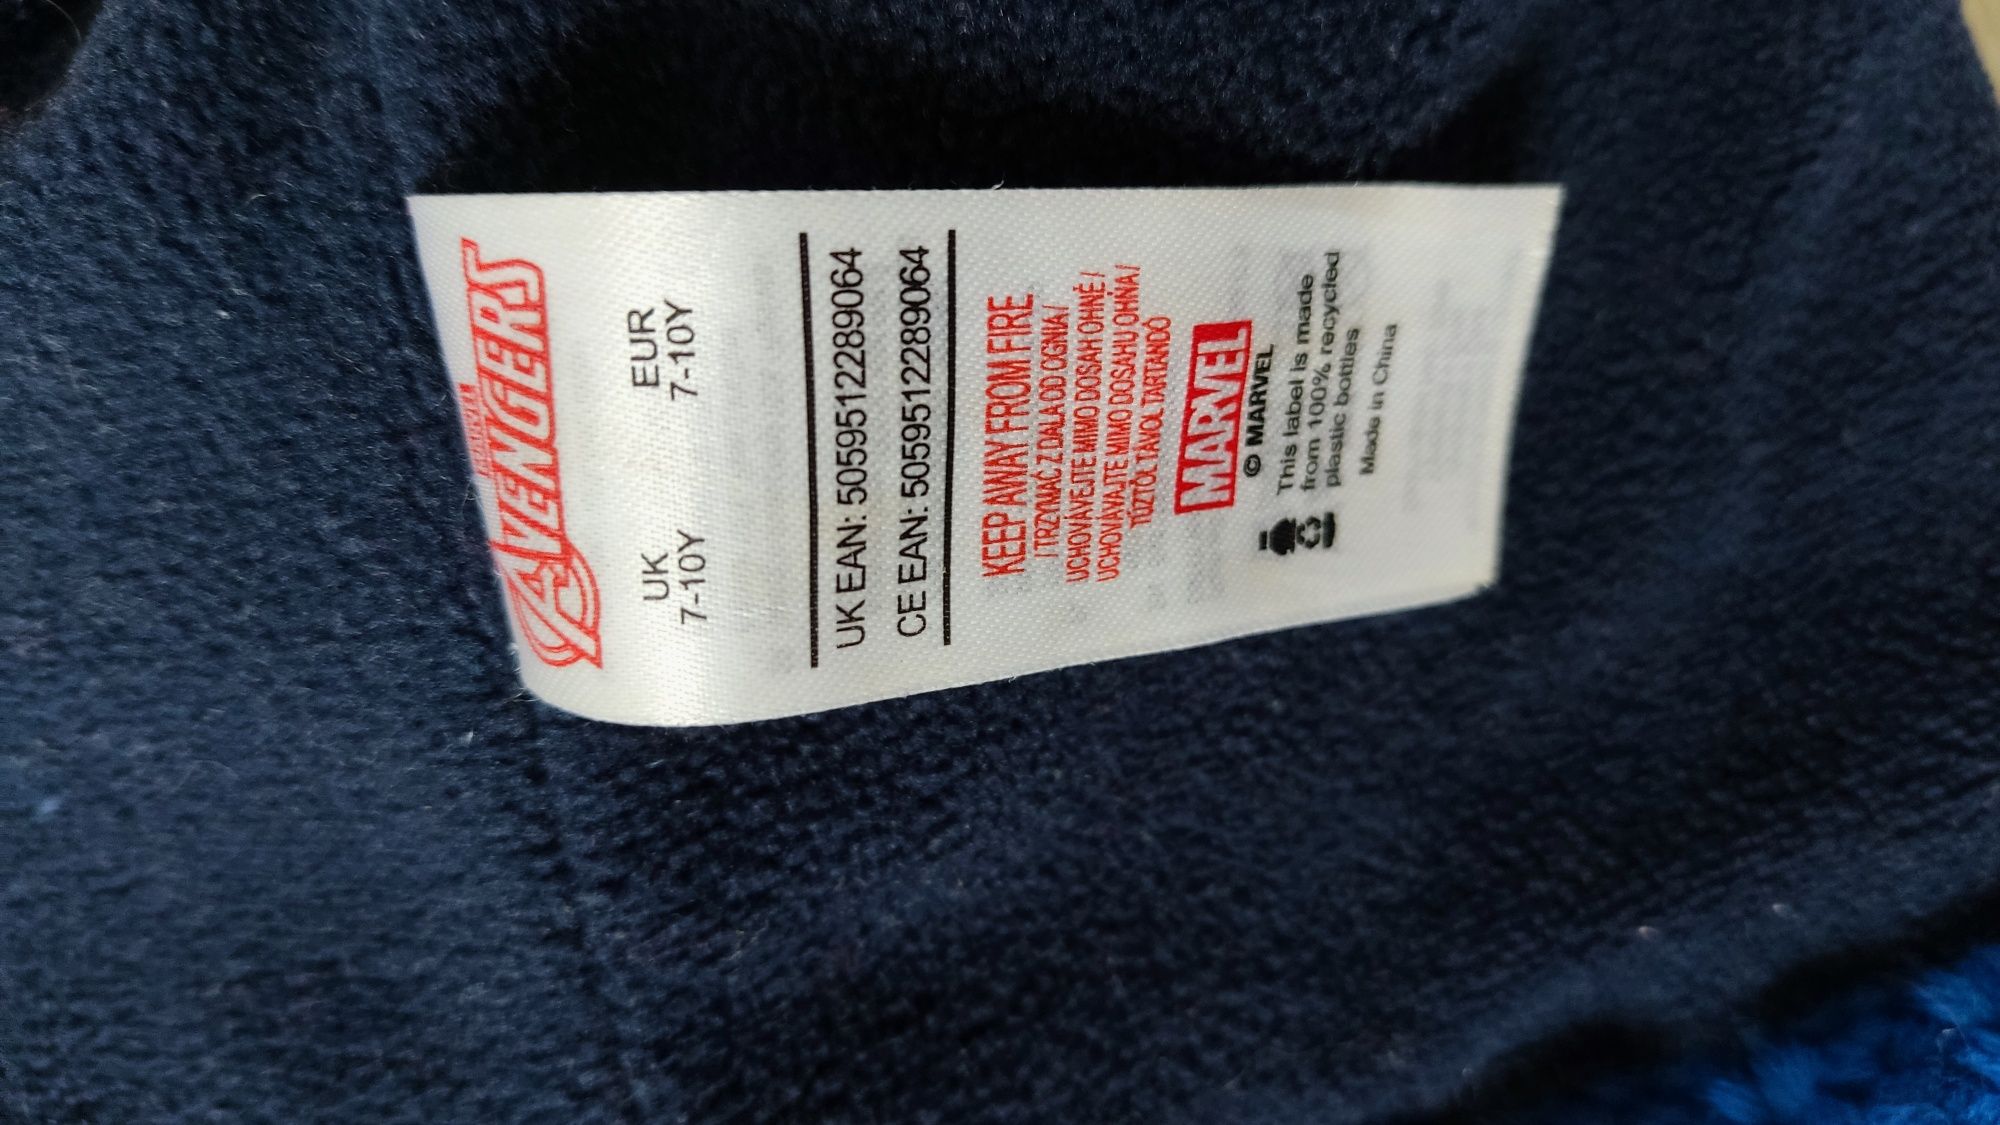 MARVEL
AVENGERS
UK EUR
7-10Y 7-10Y
UK EAN: 5059512289064
CE EAN: 5059512289064
KEEP AWAY FROM FIRE
/ TRZYMAĆ Z DALA OD OGNIA /
UCHOVÁVEJTE MIMO DOSAH OHNĚ /
UCHOVÁVAJTE MIMO DOSAHU OHŇA /
TŰZTŐL TÁVOL TARTANDÓ
MARVEL
© MARVEL
This label is made
from 100% recycled
plastic bottles
Made in China